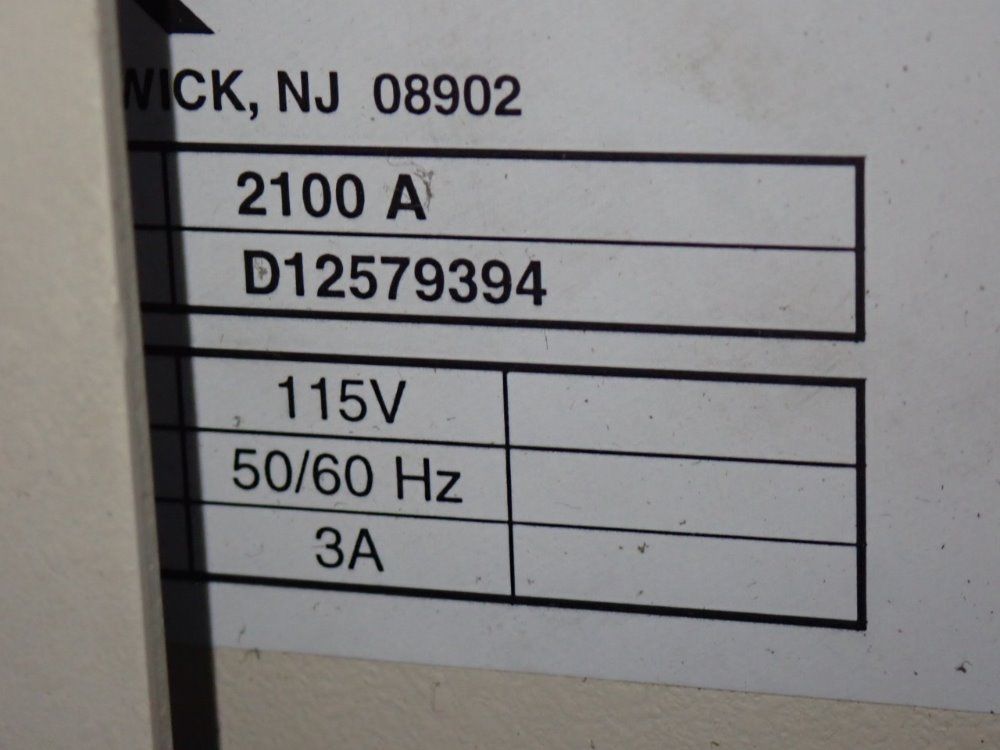 WICK, NJ 08902
2100 A
D12579394
115V
50/60 Hz
3A